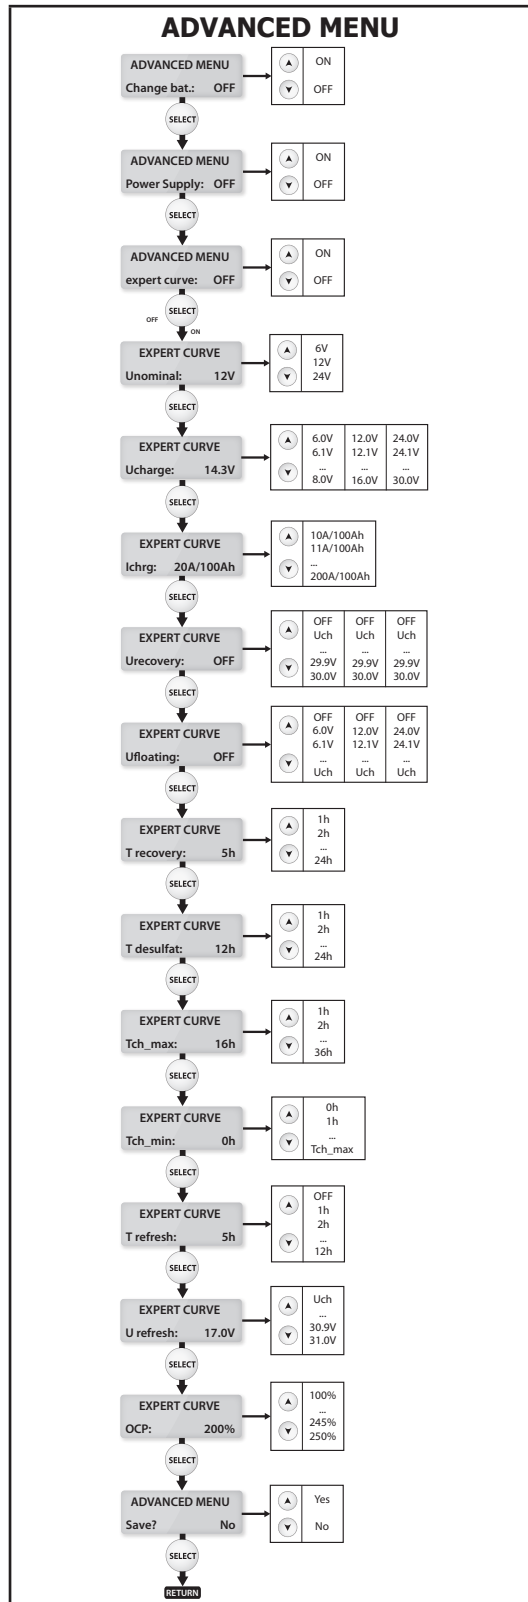 ADVANCED MENU
ADVANCED MENU
Change bat.: OFF
ON
OFF
SELECT
ADVANCED MENU
Power Supply: OFF
ON
OFF
SELECT
ADVANCED MENU
expert curve: OFF
ON
OFF
SELECT
OFF
ON
EXPERT CURVE
Unominal: 12V
6V
12V
24V
SELECT
EXPERT CURVE
Ucharge: 14.3V
6.0V 12.0V 24.0V
6.1V 12.1V 24.1V
... ... ...
8.0V 16.0V 30.0V
SELECT
EXPERT CURVE
Ichrg: 20A/100Ah
10A/100Ah
11A/100Ah
...
200A/100Ah
SELECT
EXPERT CURVE
Urecovery: OFF
OFF OFF OFF
Uch Uch Uch
... ... ...
29.9V 29.9V 29.9V
30.0V 30.0V 30.0V
SELECT
EXPERT CURVE
Ufloating: OFF
OFF OFF OFF
6.0V 12.0V 24.0V
6.1V 12.1V 24.1V
... ... ...
Uch Uch Uch
SELECT
EXPERT CURVE
T recovery: 5h
1h
2h
...
24h
SELECT
EXPERT CURVE
T desulfat: 12h
1h
2h
...
24h
SELECT
EXPERT CURVE
Tch_max: 16h
1h
2h
...
36h
SELECT
EXPERT CURVE
Tch_min: 0h
0h
1h
...
Tch_max
SELECT
EXPERT CURVE
T refresh: 5h
OFF
1h
2h
...
12h
SELECT
EXPERT CURVE
U refresh: 17.0V
Uch
...
30.9V
31.0V
SELECT
EXPERT CURVE
OCP: 200%
100%
...
245%
250%
SELECT
ADVANCED MENU
Save? No
Yes
No
SELECT
RETURN